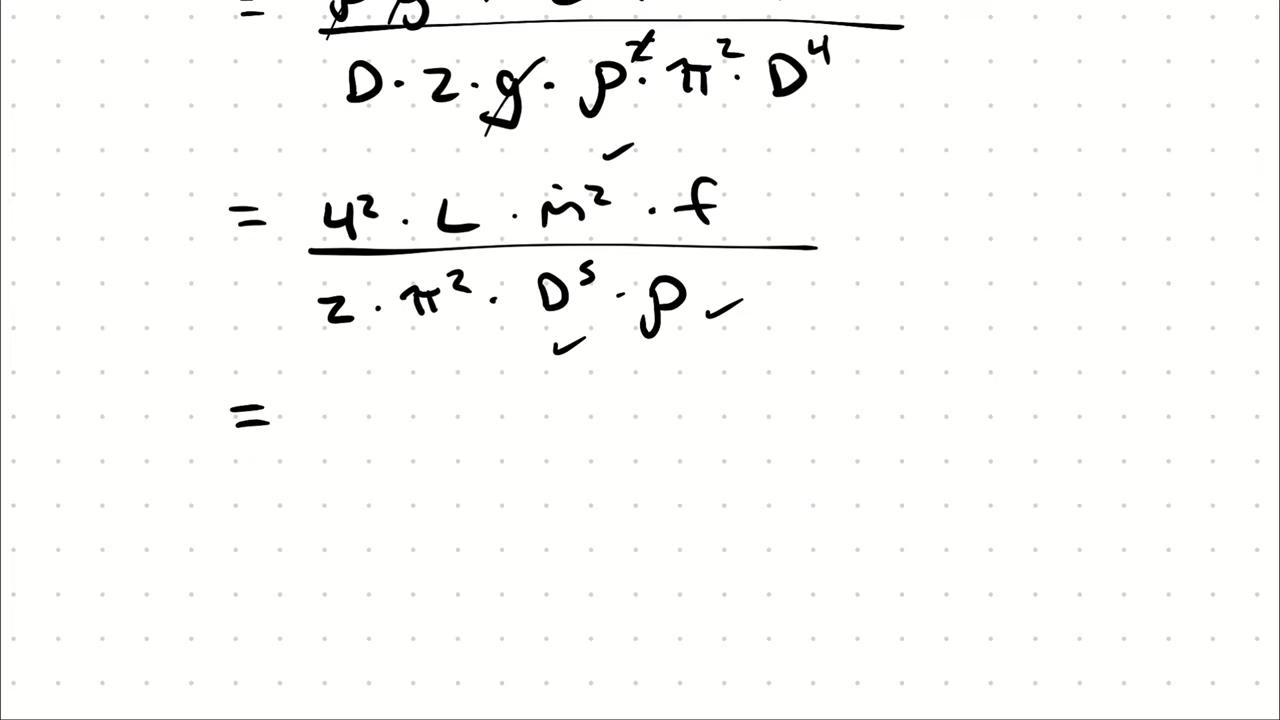 =
D · 2 · g · ρ² · π² · D⁴
= 4² · L · ṁ² · f
2 · π² · D⁵ · ρ ✓
✓
=